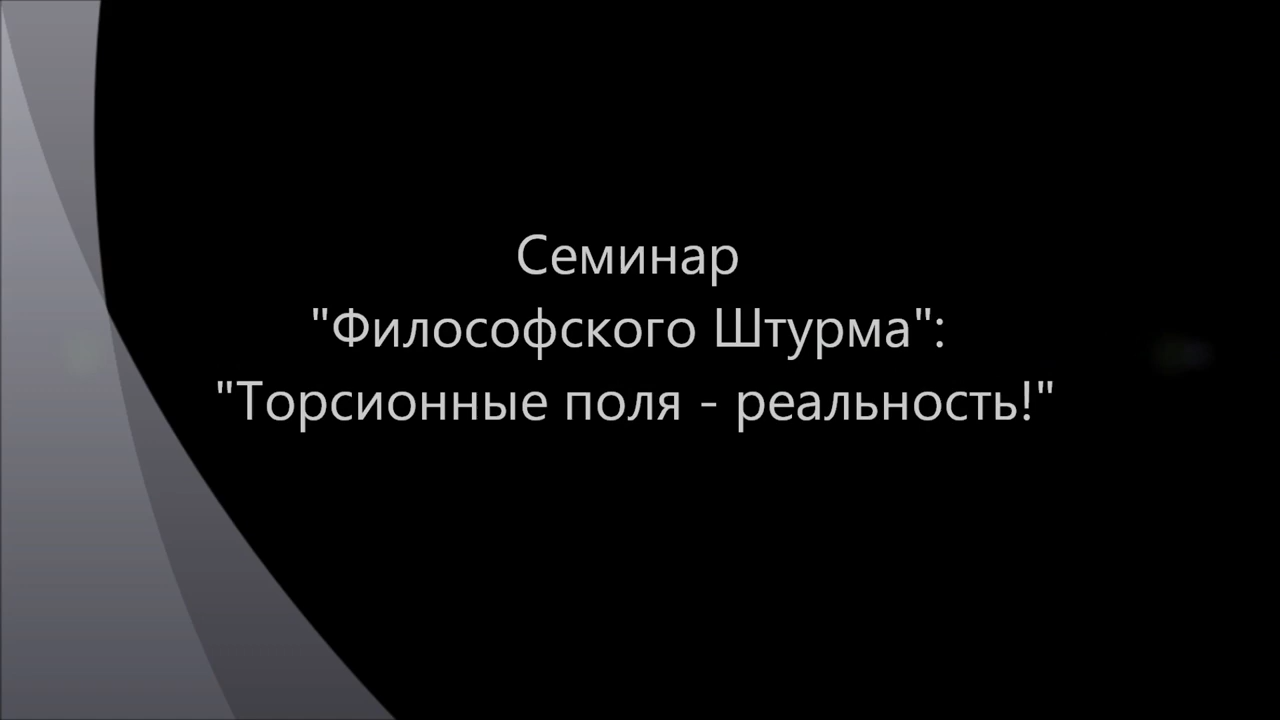 Семинар
"Философского Штурма":
"Торсионные поля - реальность!"